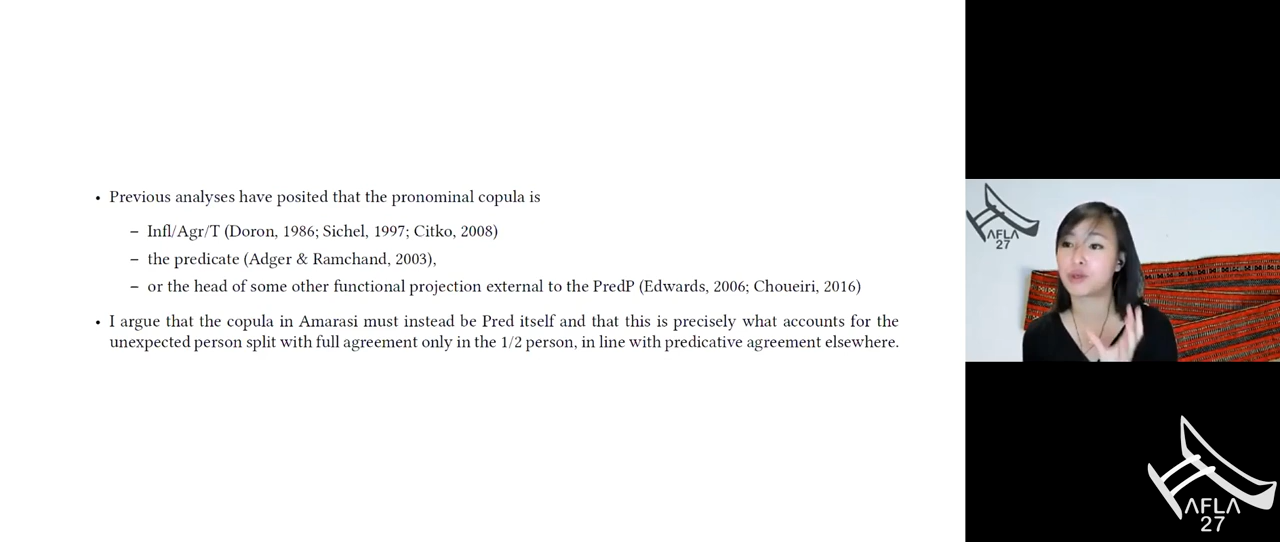 • Previous analyses have posited that the pronominal copula is
– Infl/Agr/T (Doron, 1986; Sichel, 1997; Citko, 2008)
– the predicate (Adger & Ramchand, 2003),
– or the head of some other functional projection external to the PredP (Edwards, 2006; Choueiri, 2016)
• I argue that the copula in Amarasi must instead be Pred itself and that this is precisely what accounts for the
unexpected person split with full agreement only in the 1/2 person, in line with predicative agreement elsewhere.
AFLA
27
AFLA
27